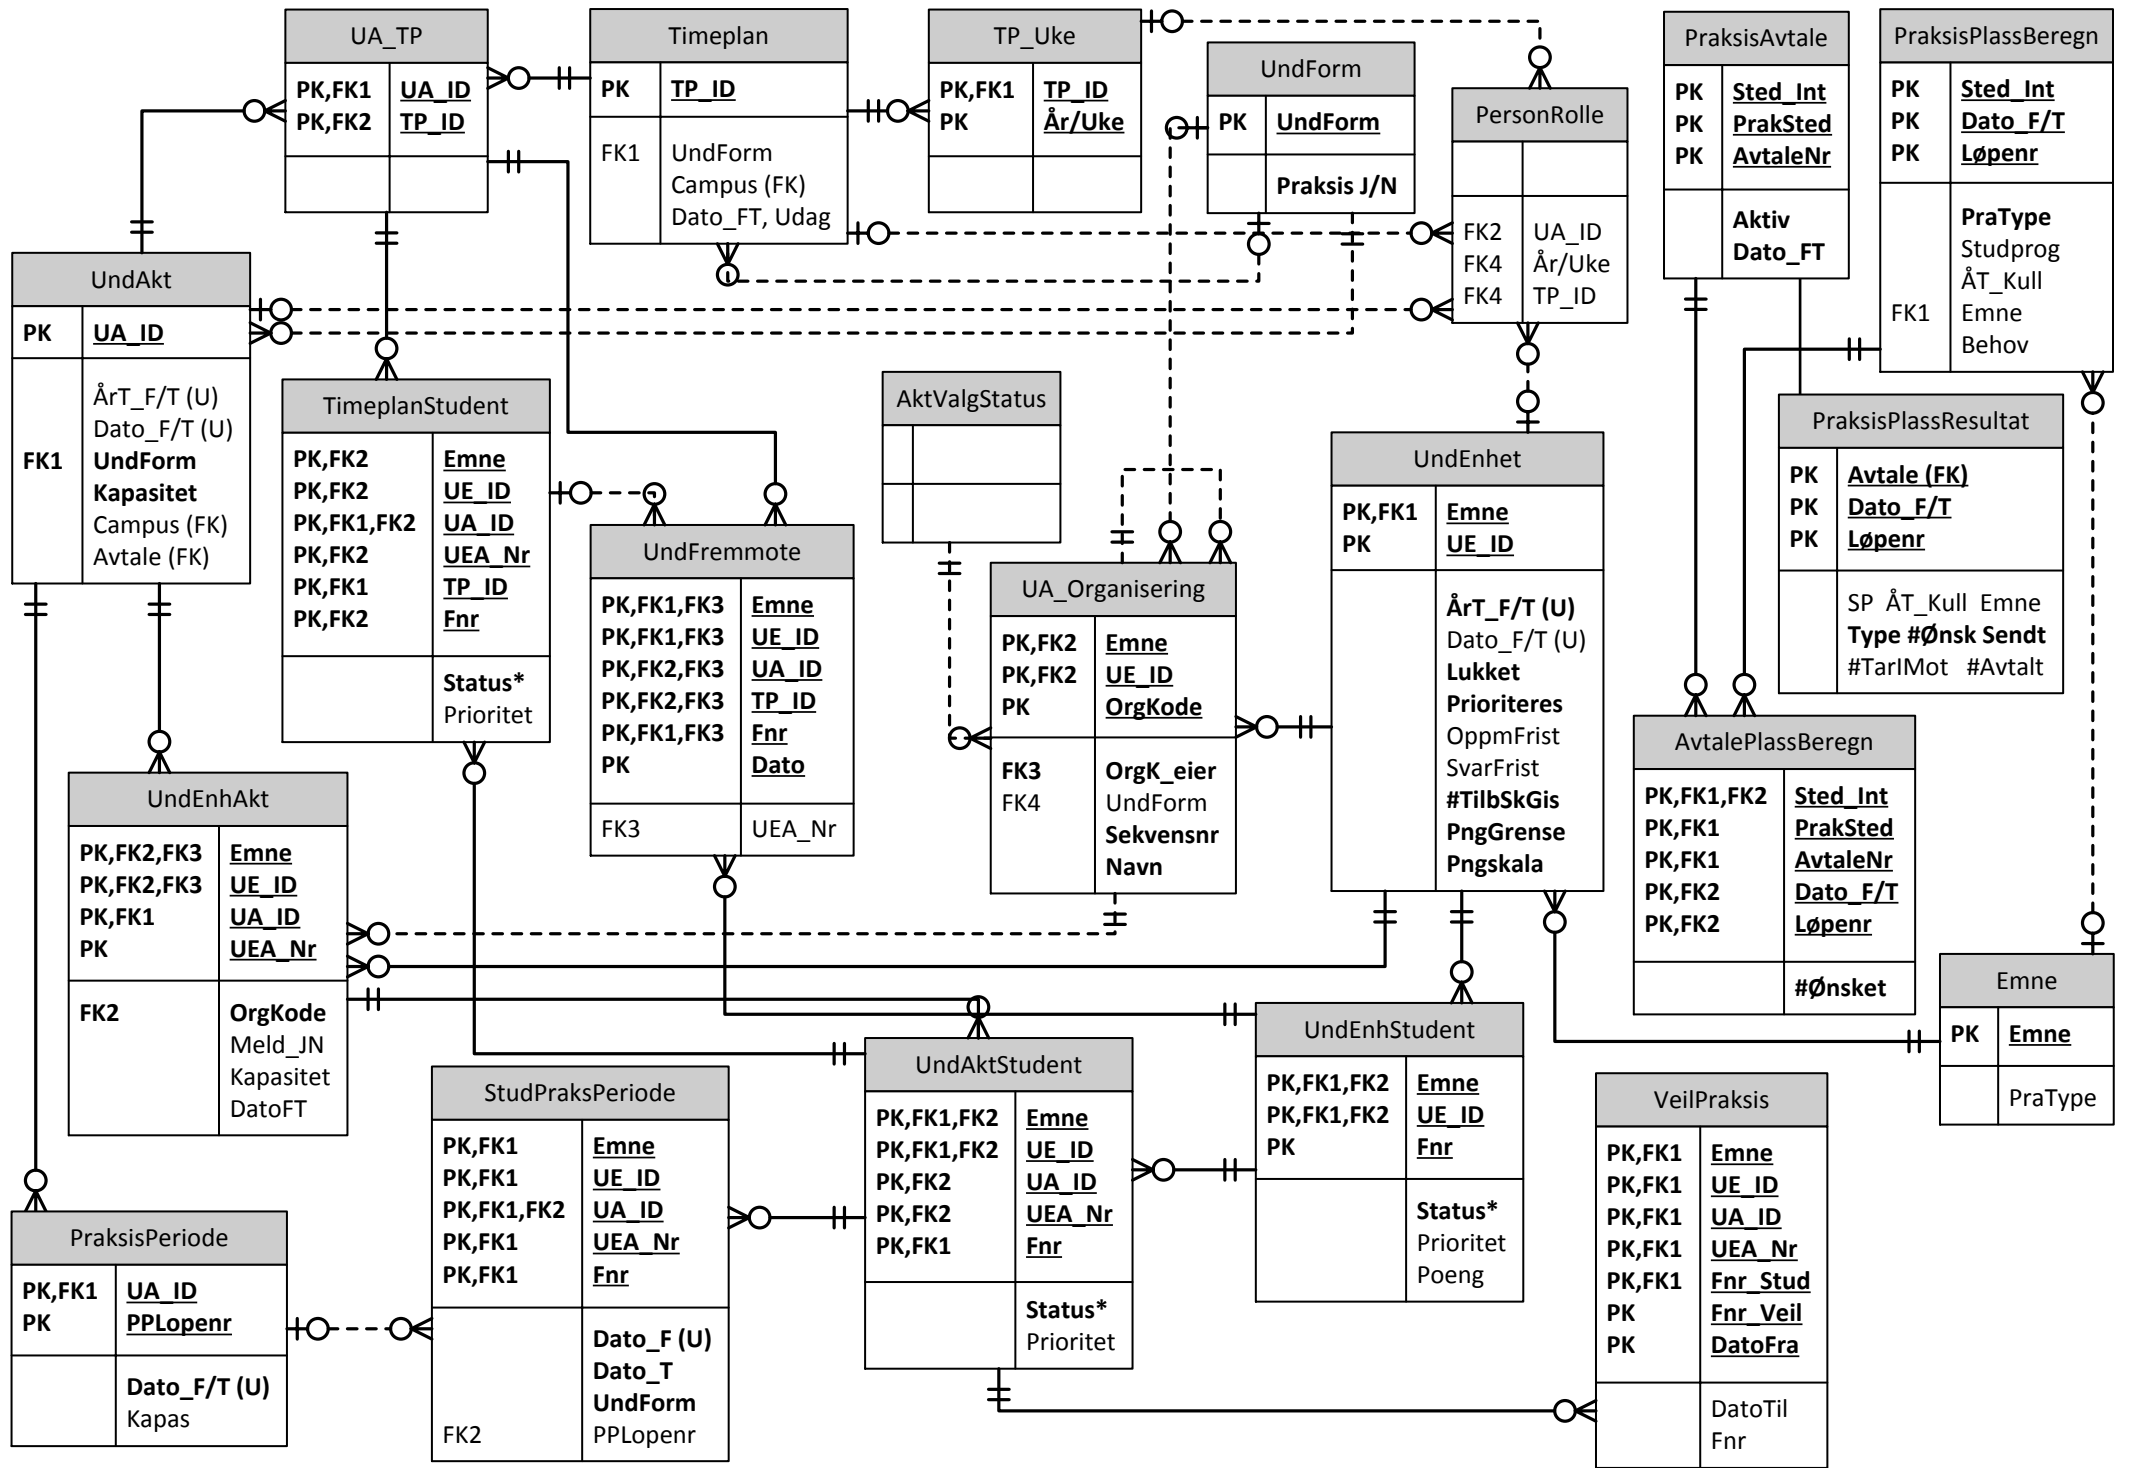 UA_TP
PK,FK1 UA_ID
PK,FK2 TP_ID
Timeplan
PK TP_ID
FK1 UndForm
Campus (FK)
Dato_FT, Udag
TP_Uke
PK,FK1 TP_ID
PK År/Uke
UndForm
PK UndForm
Praksis J/N
PersonRolle
FK2 UA_ID
FK4 År/Uke
FK4 TP_ID
PraksisAvtale
PK Sted_Int
PK PrakSted
PK AvtaleNr
Aktiv
Dato_FT
PraksisPlassBeregn
PK Sted_Int
PK Dato_F/T
PK Løpenr
PraType
Studprog
ÅT_Kull
FK1 Emne
Behov
UndAkt
PK UA_ID
ÅrT_F/T (U)
Dato_F/T (U)
FK1 UndForm
Kapasitet
Campus (FK)
Avtale (FK)
TimeplanStudent
PK,FK2 Emne
PK,FK2 UE_ID
PK,FK1,FK2 UA_ID
PK,FK2 UEA_Nr
PK,FK1 TP_ID
PK,FK2 Fnr
Status*
Prioritet
UndFremmote
PK,FK1,FK3 Emne
PK,FK1,FK3 UE_ID
PK,FK2,FK3 UA_ID
PK,FK2,FK3 TP_ID
PK,FK1,FK3 Fnr
PK Dato
FK3 UEA_Nr
AktValgStatus
UA_Organisering
PK,FK2 Emne
PK,FK2 UE_ID
PK OrgKode
FK3 OrgK_eier
FK4 UndForm
Sekvensnr
Navn
UndEnhet
PK,FK1 Emne
PK UE_ID
ÅrT_F/T (U)
Dato_F/T (U)
Lukket
Prioriteres
OppmFrist
SvarFrist
#TilbSkGis
PngGrense
Pngskala
PraksisPlassResultat
PK Avtale (FK)
PK Dato_F/T
PK Løpenr
SP ÅT_Kull Emne
Type #Ønsk Sendt
#TarIMot #Avtalt
AvtalePlassBeregn
PK,FK1,FK2 Sted_Int
PK,FK1 PrakSted
PK,FK1 AvtaleNr
PK,FK2 Dato_F/T
PK,FK2 Løpenr
#Ønsket
UndEnhAkt
PK,FK2,FK3 Emne
PK,FK2,FK3 UE_ID
PK,FK1 UA_ID
PK UEA_Nr
FK2 OrgKode
Meld_JN
Kapasitet
DatoFT
Emne
PK Emne
PraType
UndEnhStudent
PK,FK1,FK2 Emne
PK,FK1,FK2 UE_ID
PK Fnr
Status*
Prioritet
Poeng
UndAktStudent
PK,FK1,FK2 Emne
PK,FK1,FK2 UE_ID
PK,FK2 UA_ID
PK,FK2 UEA_Nr
PK,FK1 Fnr
Status*
Prioritet
StudPraksPeriode
PK,FK1 Emne
PK,FK1 UE_ID
PK,FK1,FK2 UA_ID
PK,FK1 UEA_Nr
PK,FK1 Fnr
Dato_F (U)
Dato_T
UndForm
FK2 PPLopenr
VeilPraksis
PK,FK1 Emne
PK,FK1 UE_ID
PK,FK1 UA_ID
PK,FK1 UEA_Nr
PK,FK1 Fnr_Stud
PK Fnr_Veil
PK DatoFra
DatoTil
Fnr
PraksisPeriode
PK,FK1 UA_ID
PK PPLopenr
Dato_F/T (U)
Kapas